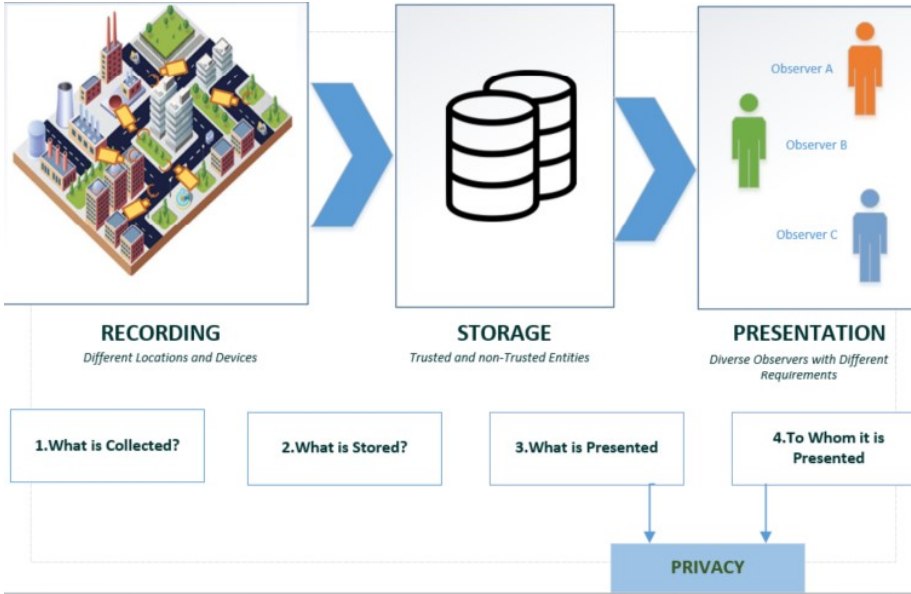 Observer A
Observer B
Observer C
RECORDING
Different Locations and Devices
STORAGE
Trusted and non-Trusted Entities
PRESENTATION
Diverse Observers with Different
Requirements
1.What is Collected?
2.What is Stored?
3.What is Presented
4.To Whom it is
Presented
PRIVACY